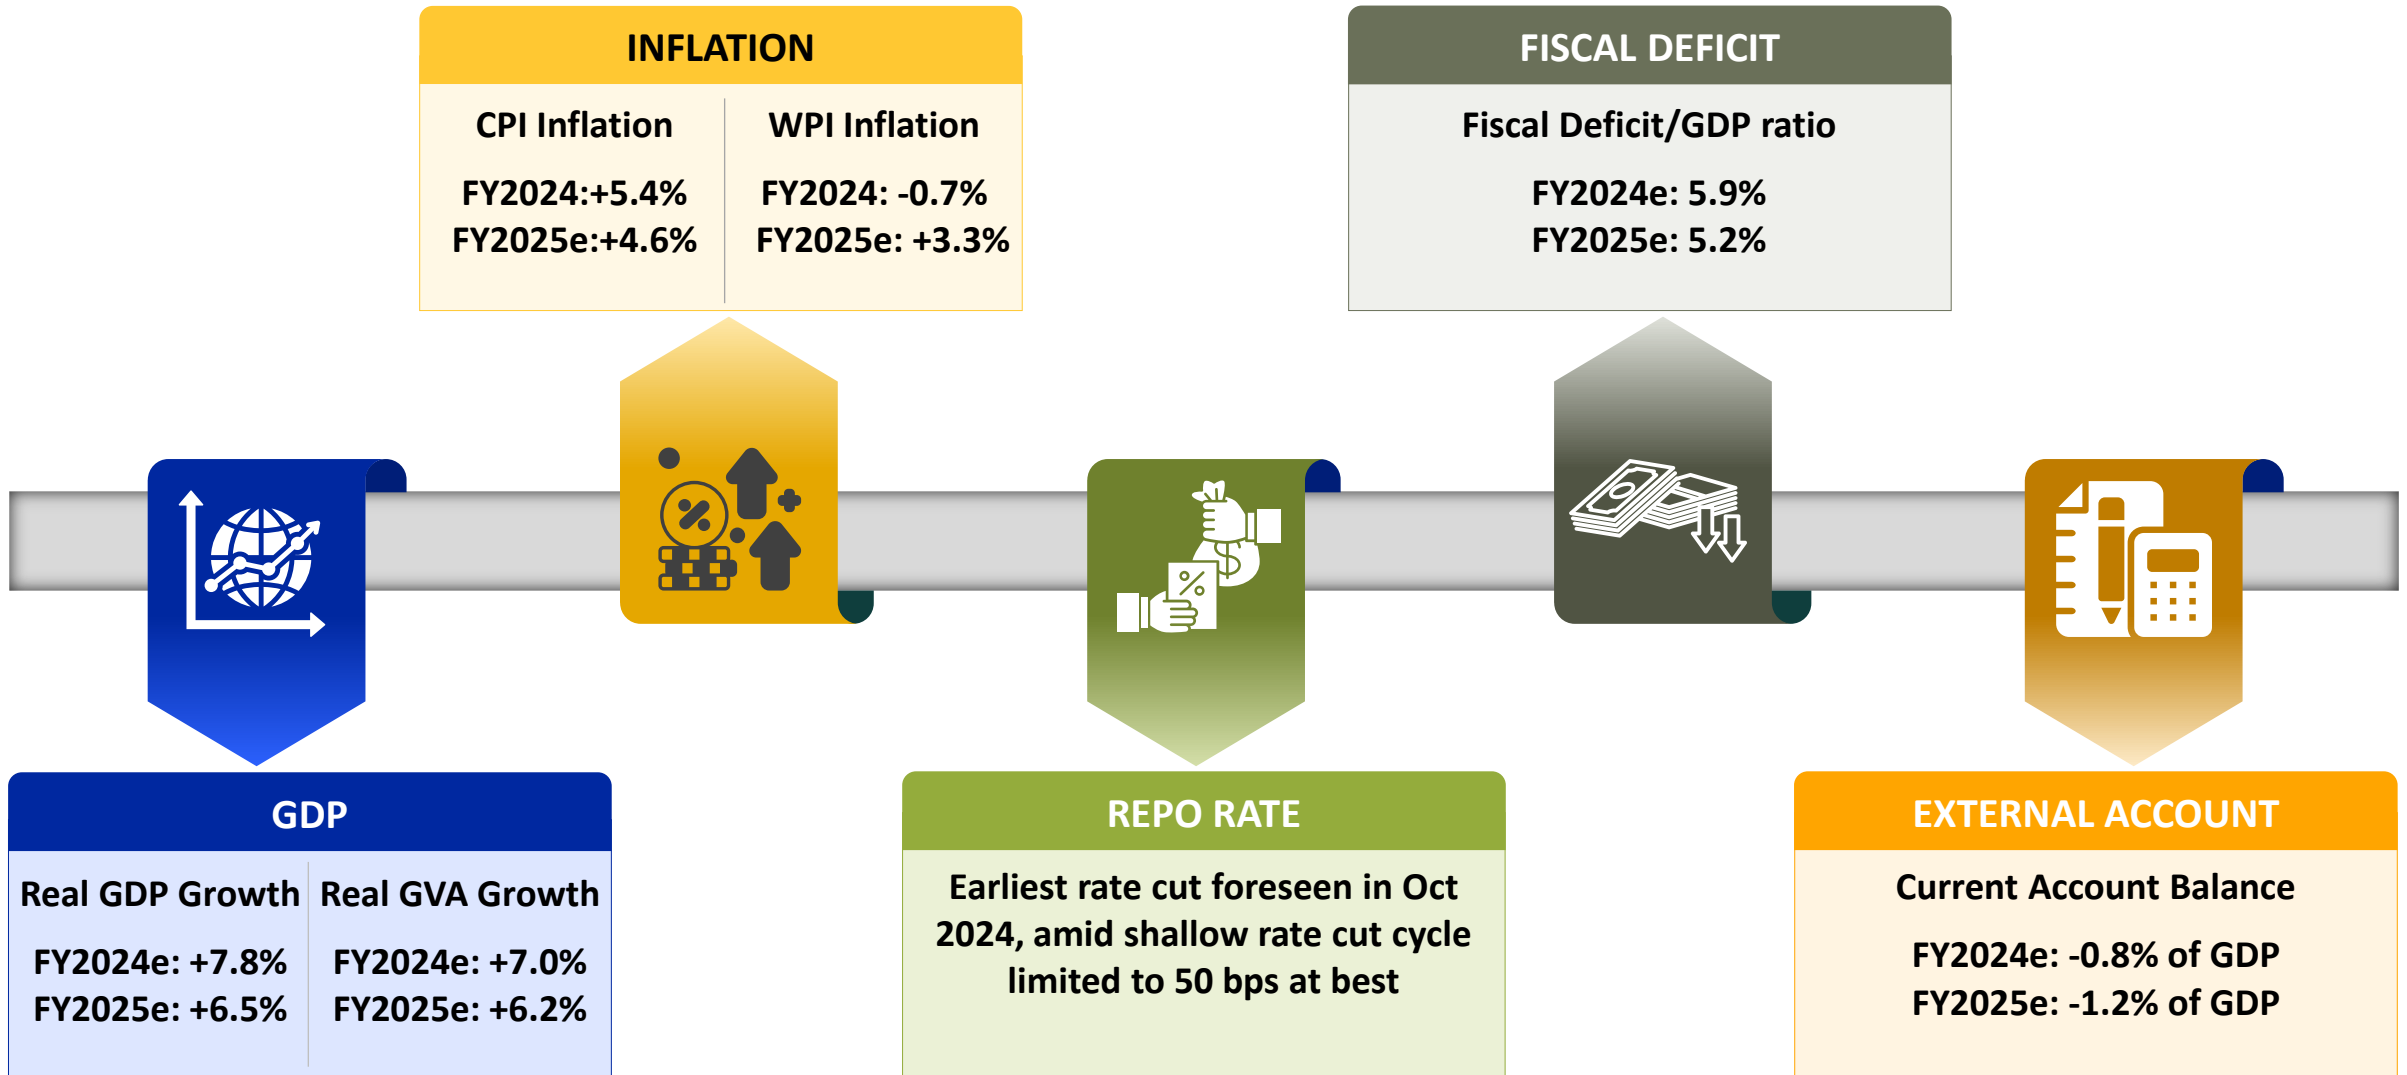 INFLATION
CPI Inflation
FY2024:+5.4%
FY2025e:+4.6%
WPI Inflation
FY2024: -0.7%
FY2025e: +3.3%
FISCAL DEFICIT
Fiscal Deficit/GDP ratio
FY2024e: 5.9%
FY2025e: 5.2%
GDP
Real GDP Growth
FY2024e: +7.8%
FY2025e: +6.5%
Real GVA Growth
FY2024e: +7.0%
FY2025e: +6.2%
REPO RATE
Earliest rate cut foreseen in Oct
2024, amid shallow rate cut cycle
limited to 50 bps at best
EXTERNAL ACCOUNT
Current Account Balance
FY2024e: -0.8% of GDP
FY2025e: -1.2% of GDP